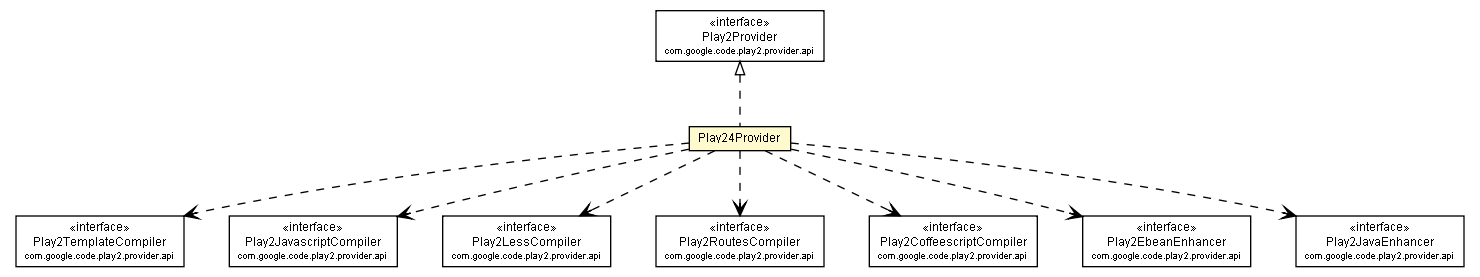 «interface»
Play2Provider
com.google.code.play2.provider.api
Play24Provider
«interface»
Play2TemplateCompiler
com.google.code.play2.provider.api
«interface»
Play2JavascriptCompiler
com.google.code.play2.provider.api
«interface»
Play2LessCompiler
com.google.code.play2.provider.api
«interface»
Play2RoutesCompiler
com.google.code.play2.provider.api
«interface»
Play2CoffeescriptCompiler
com.google.code.play2.provider.api
«interface»
Play2EbeanEnhancer
com.google.code.play2.provider.api
«interface»
Play2JavaEnhancer
com.google.code.play2.provider.api